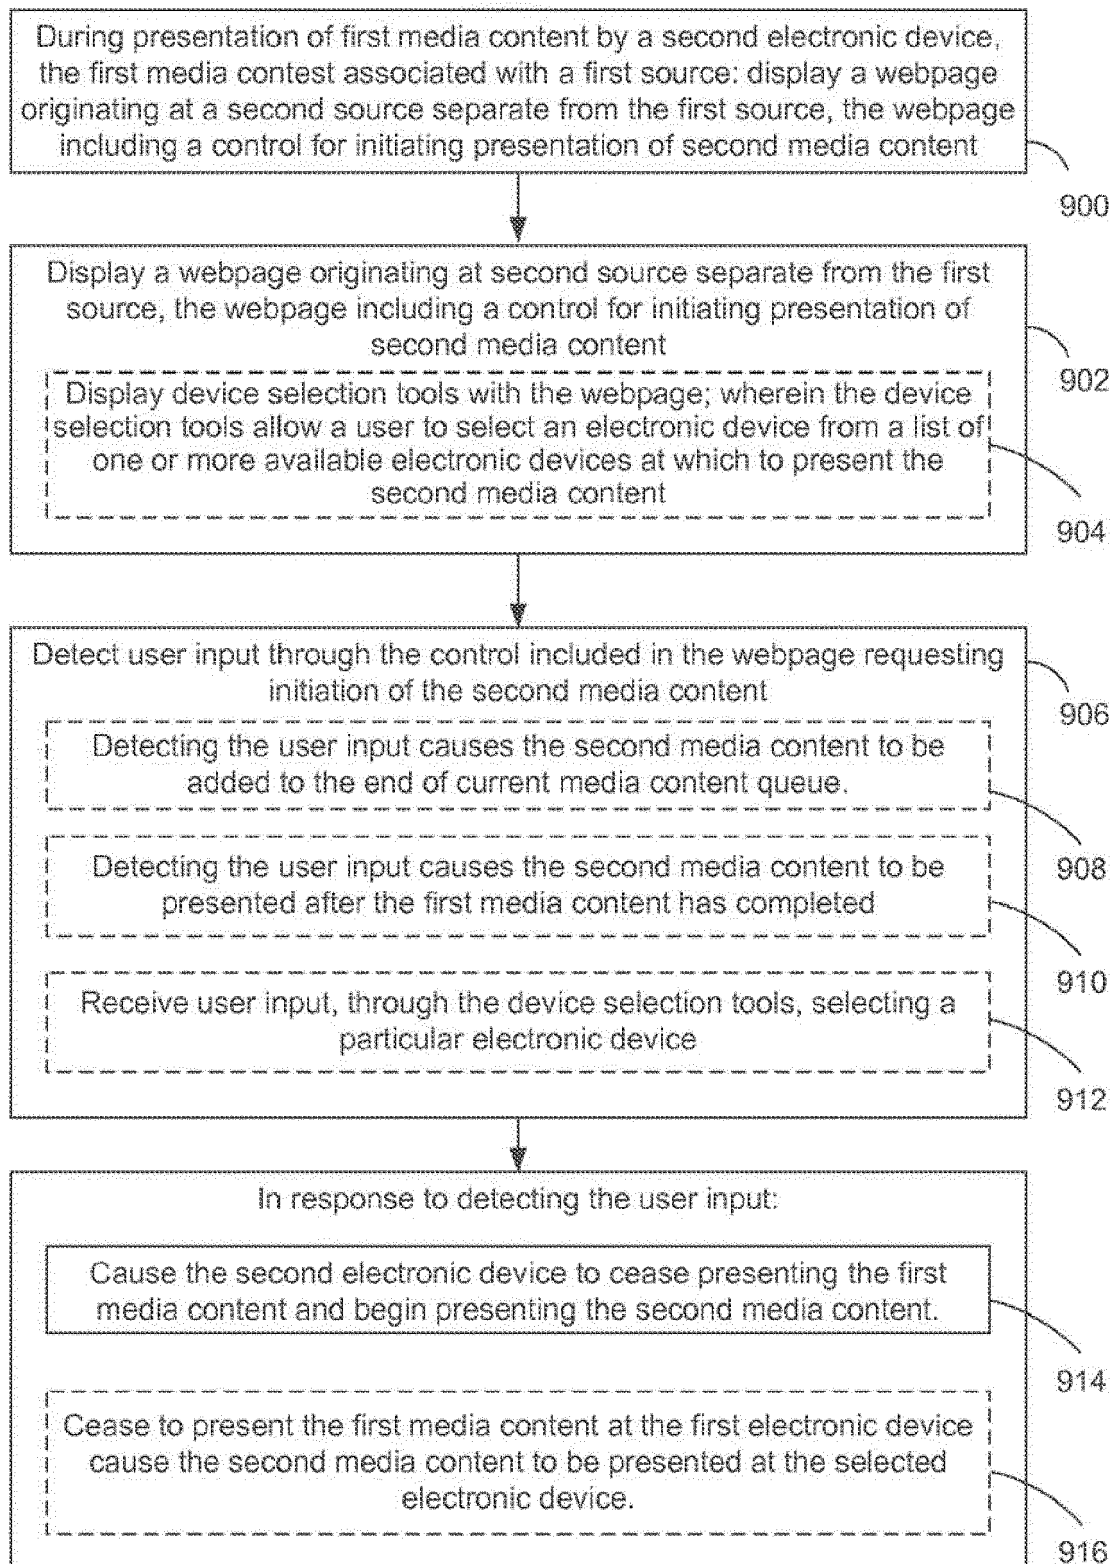 During presentation of first media content by a second electronic device,
the first media contest associated with a first source: display a webpage
originating at a second source separate from the first source, the webpage
including a control for initiating presentation of second media content
900
Display a webpage originating at second source separate from the first
source, the webpage including a control for initiating presentation of
second media content
902
Display device selection tools with the webpage; wherein the device
selection tools allow a user to select an electronic device from a list of
one or more available electronic devices at which to present the
second media content
904
Detect user input through the control included in the webpage requesting
initiation of the second media content
906
Detecting the user input causes the second media content to be
added to the end of current media content queue.
908
Detecting the user input causes the second media content to be
presented after the first media content has completed
910
Receive user input, through the device selection tools, selecting a
particular electronic device
912
In response to detecting the user input:
Cause the second electronic device to cease presenting the first
media content and begin presenting the second media content.
914
Cease to present the first media content at the first electronic device
cause the second media content to be presented at the selected
electronic device.
916